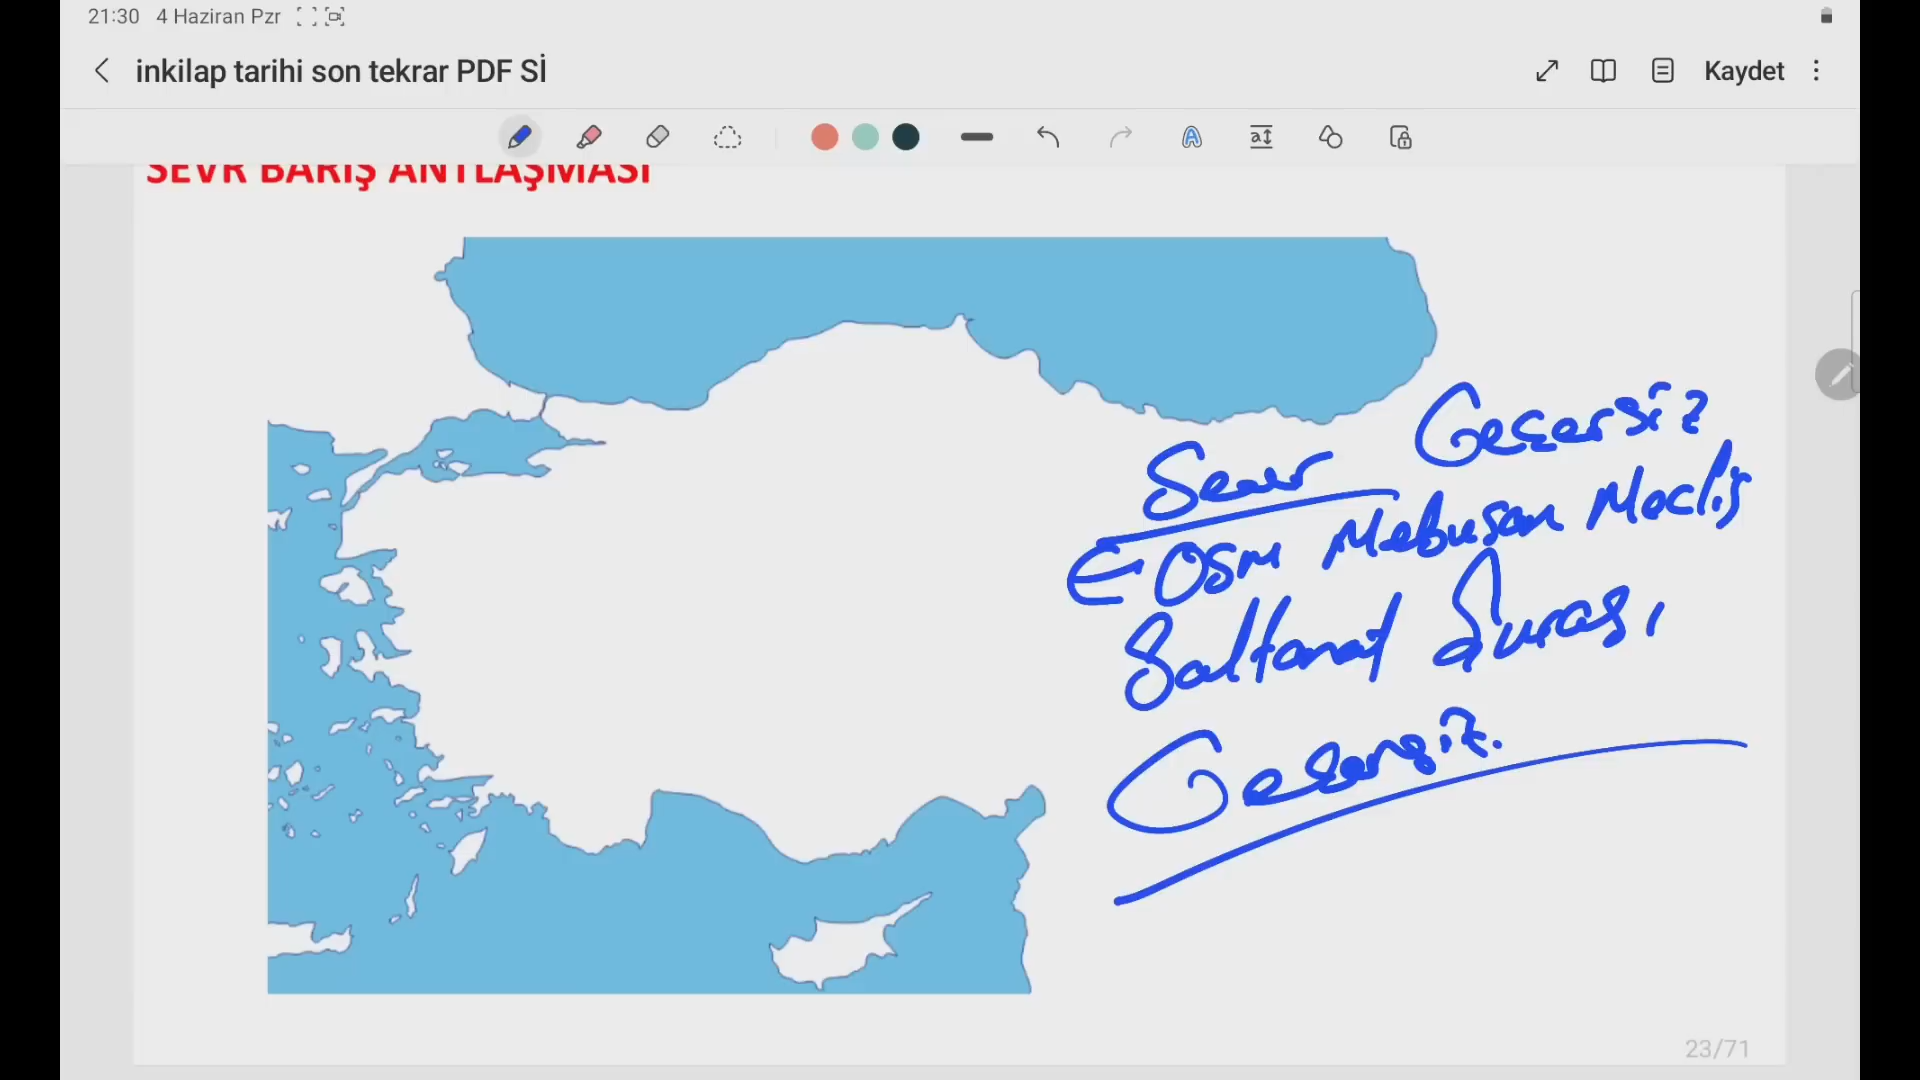 21:30 4 Haziran Pzr
inkilap tarihi son tekrar PDF Sİ
Kaydet
SEVR BARIŞ ANTLAŞMASI
Geçersiz
Sevr
Osm Mebusan Meclis
Saltanat Şurası
Geçersiz.
23/71